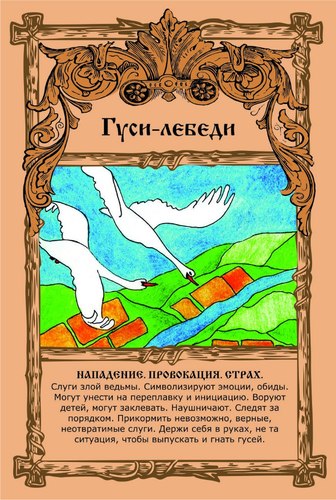 Гуси-лебеди
НАПАДЕНИЕ. ПРОВОКАЦИЯ. СТРАХ.
Слуги злой ведьмы. Символизируют эмоции, обиды.
Могут унести на переплавку и инициацию. Воруют
детей, могут заклевать. Наушничают. Следят за
порядком. Прикормить невозможно, верные,
неотвратимые слуги. Держи себя в руках, не та
ситуация, чтобы выпускать и гнать гусей.